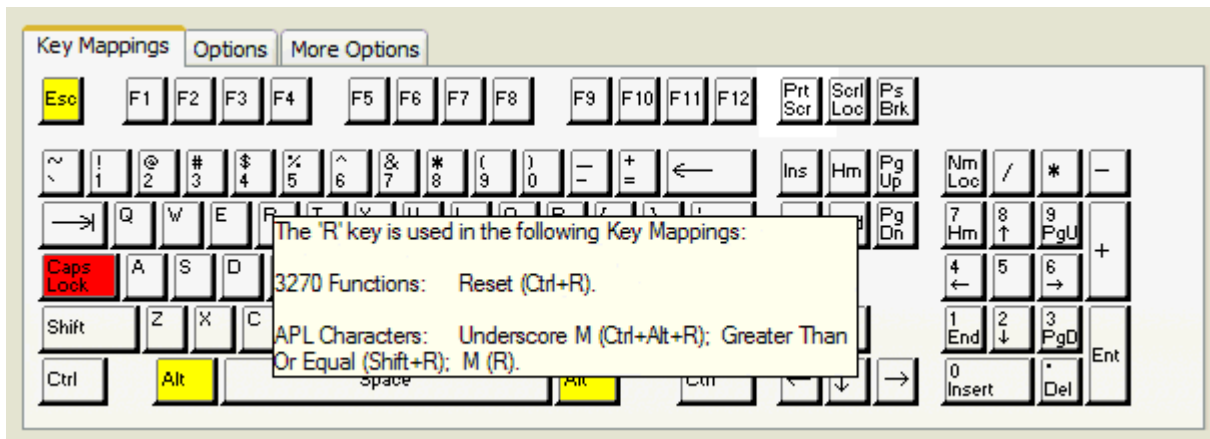 Key Mappings Options More Options
Esc F1 F2 F3 F4 F5 F6 F7 F8 F9 F10 F11 F12 Prt Scr Scrl Loc Ps Brk
~ ` ! 1 @ 2 # 3 $ 4 % 5 ^ 6 & 7 * 8 ( 9 ) 0 — - + = ← Ins Hm Pg Up Nm Loc / * –
→| Q W E R Pg Dn 7 Hm 8 ↑ 9 PgU +
The 'R' key is used in the following Key Mappings:
Caps Lock A S D 4 ← 5 6 →
3270 Functions: Reset (Ctrl+R).
Shift Z X C 1 End 2 ↓ 3 PgD Ent
APL Characters: Underscore M (Ctrl+Alt+R); Greater Than
Or Equal (Shift+R); M (R).
Ctrl Alt Space Alt Ctrl ← ↓ → 0 Insert . Del